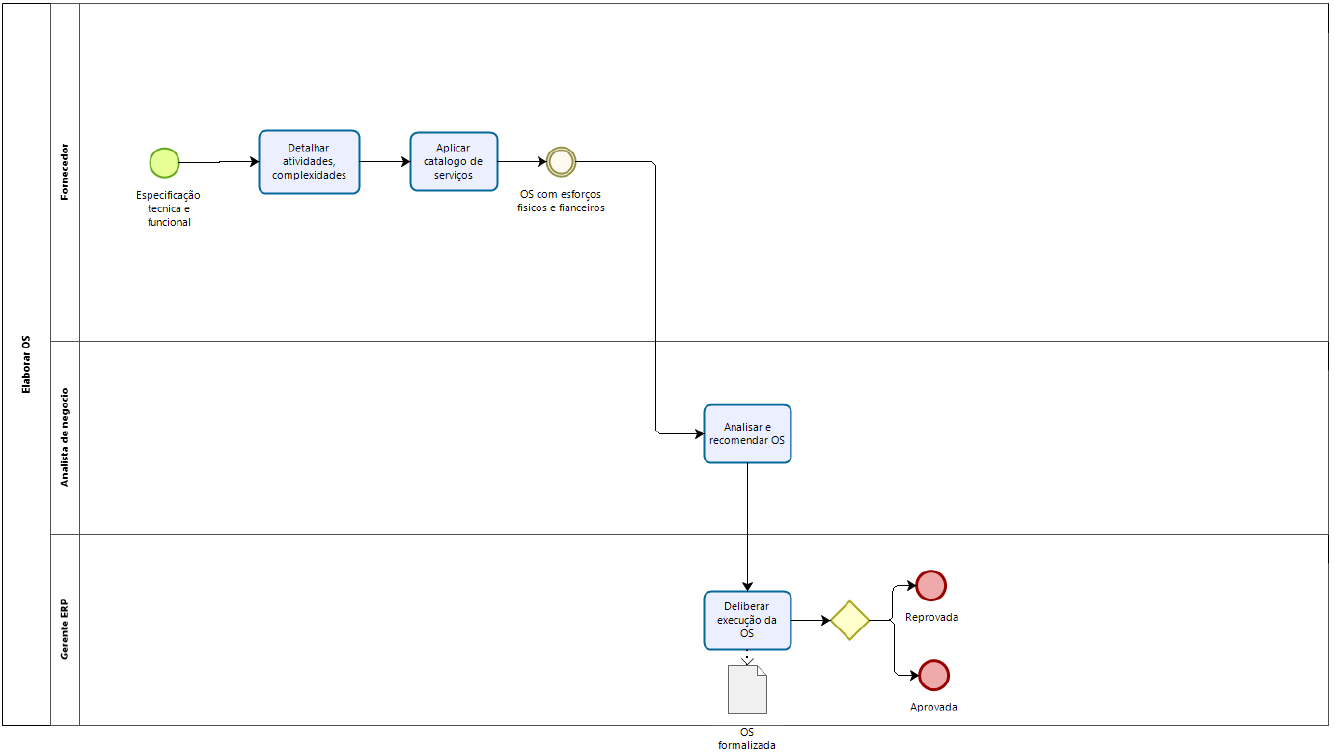 Elaborar OS
Fornecedor
Especificação
tecnica e
funcional
Detalhar
atividades,
complexidades
Aplicar
catalogo de
serviços
OS com esforços
fisicos e fianceiros
Analista de negocio
Analisar e
recomendar OS
Gerente ERP
Deliberar
execução da
OS
Reprovada
Aprovada
OS
formalizada